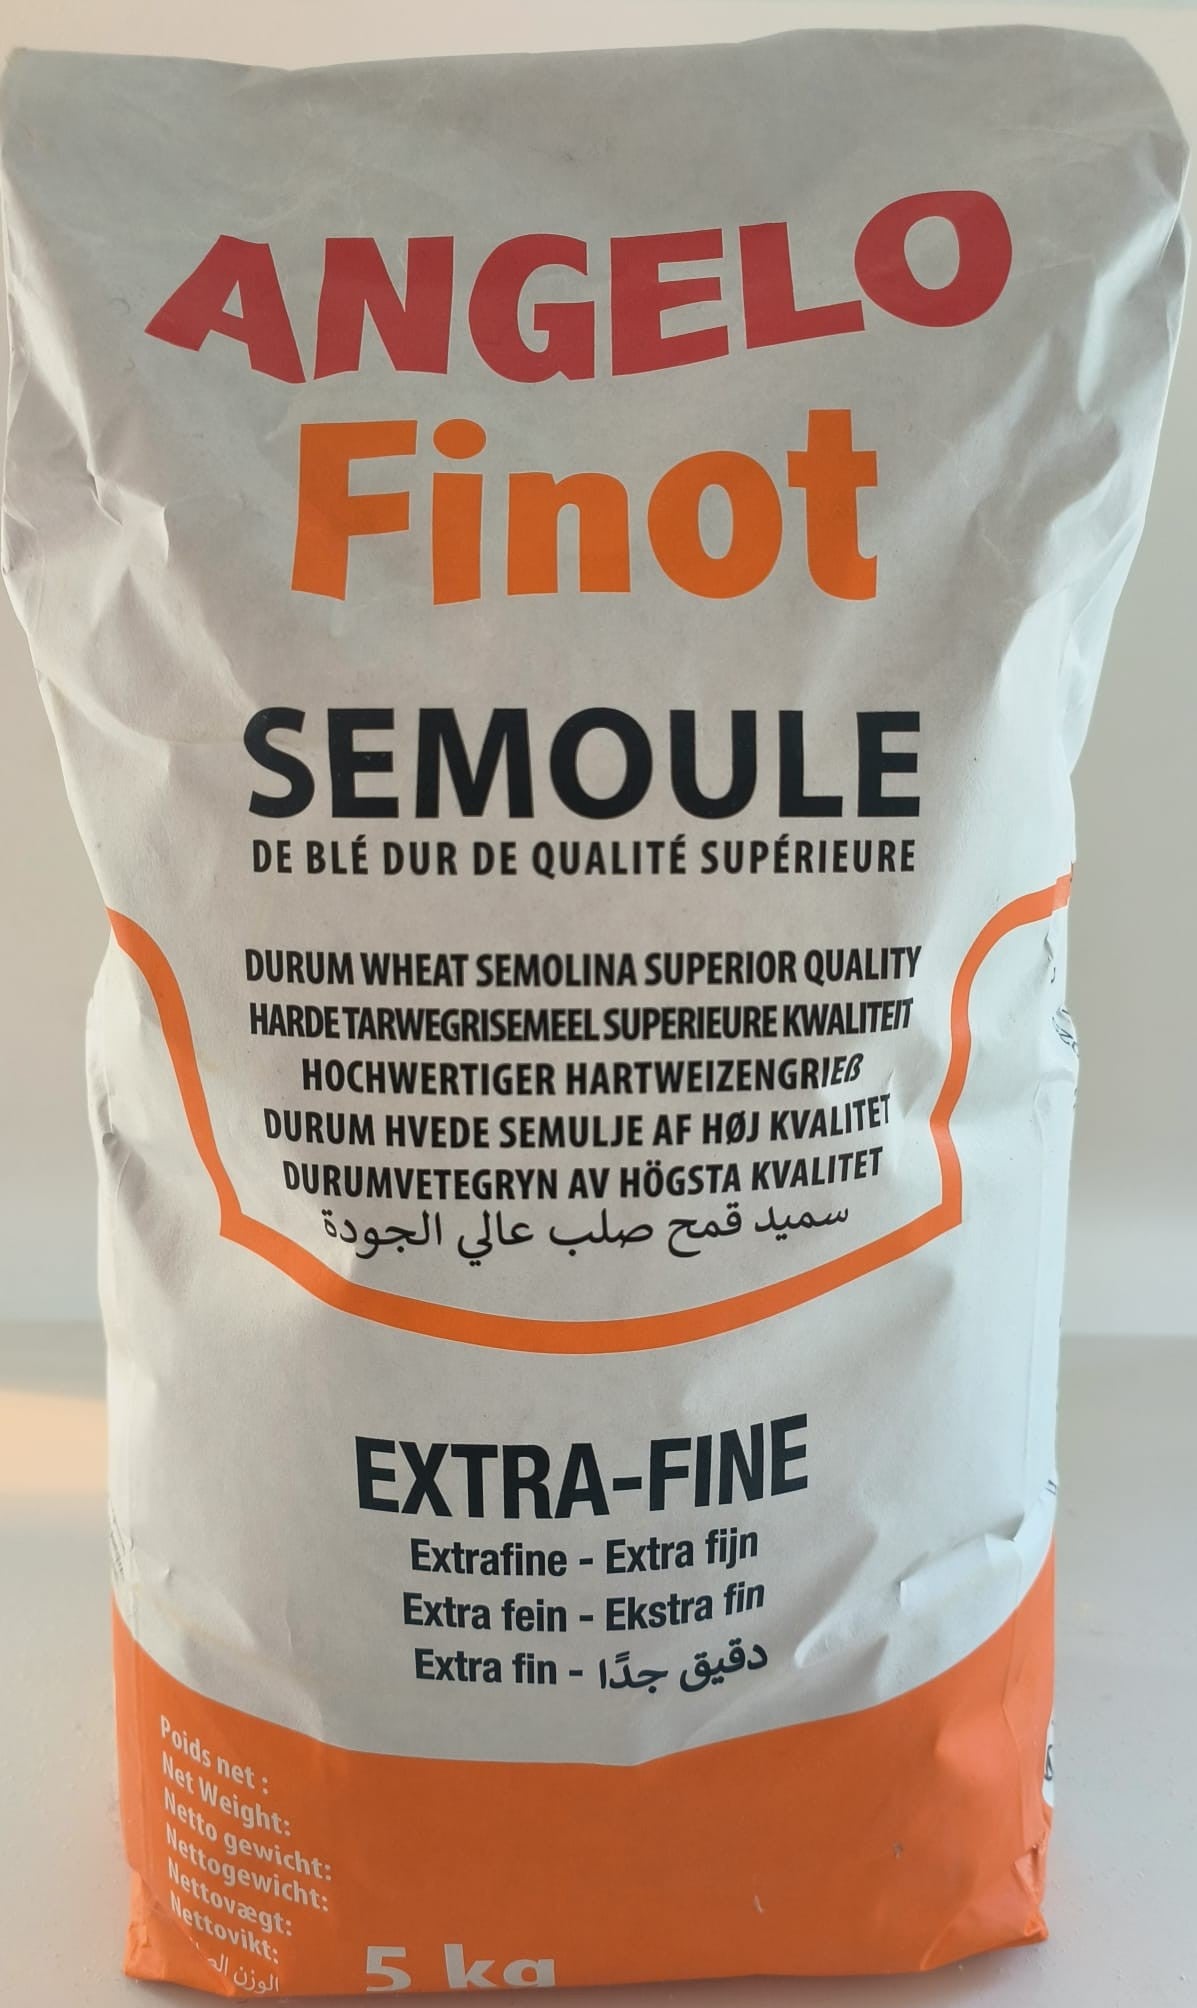 ANGELO
Finot
SEMOULE
DE BLÉ DUR DE QUALITÉ SUPÉRIEURE
DURUM WHEAT SEMOLINA SUPERIOR QUALITY
HARDE TARWEGRISEMEEL SUPERIEURE KWALITEIT
HOCHWERTIGER HARTWEIZENGRIEß
DURUM HVEDE SEMULJE AF HØJ KVALITET
DURUMVETEGRYN AV HÖGSTA KVALITET
سميد قمح صلب عالي الجودة
EXTRA-FINE
Extrafine - Extra fijn
Extra fein - Ekstra fin
Extra fin - دقيق جدًا
Poids net :
Net Weight:
Netto gewicht:
Nettogewicht:
Nettovægt:
Nettovikt:
الوزن
5 kg